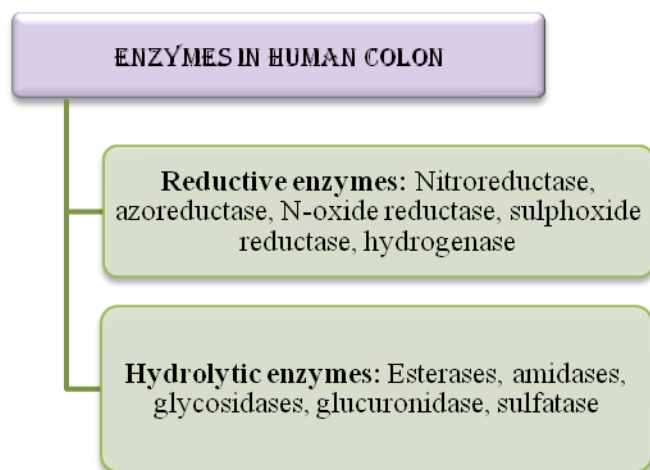 ENZYMES IN HUMAN COLON
Reductive enzymes: Nitroreductase,
azoreductase, N-oxide reductase, sulphoxide
reductase, hydrogenase
Hydrolytic enzymes: Esterases, amidases,
glycosidases, glucuronidase, sulfatase